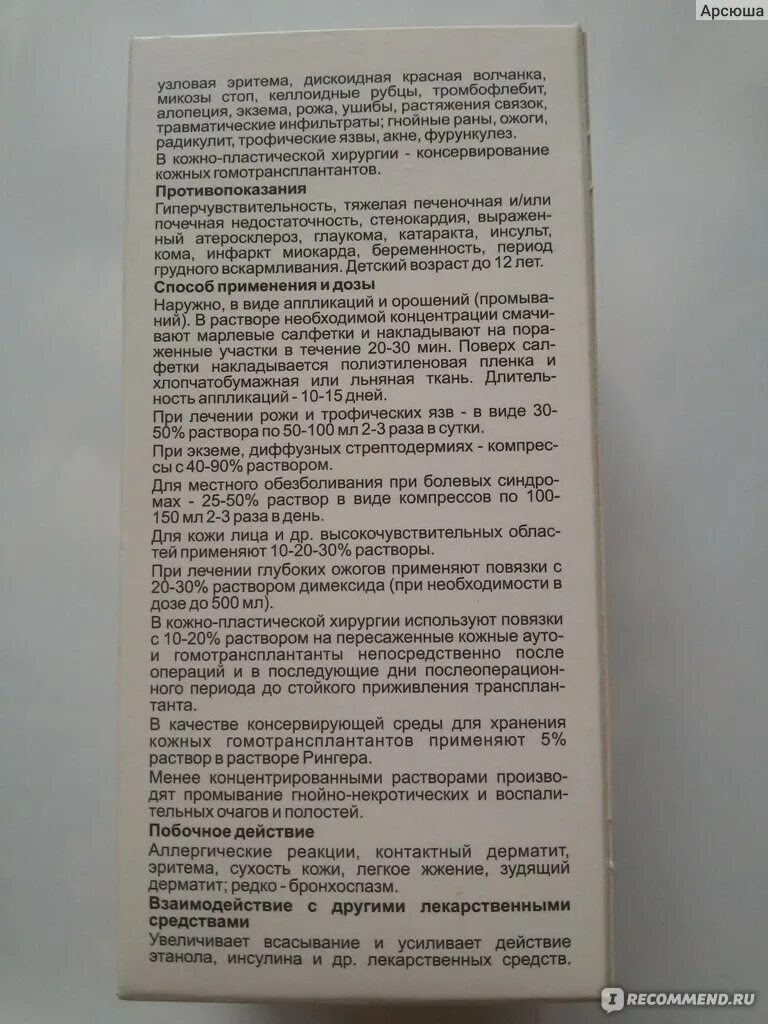 Арсюша
узловая эритема, дискоидная красная волчанка,
микозы стоп, келлоидные рубцы, тромбофлебит,
алопеция, экзема, рожа, ушибы, растяжения связок,
травматические инфильтраты; гнойные раны, ожоги,
радикулит, трофические язвы, акне, фурункулез.
В кожно-пластической хирургии - консервирование
кожных гомотрансплантантов.
Противопоказания
Гиперчувствительность, тяжелая печеночная и/или
почечная недостаточность, стенокардия, выражен-
ный атеросклероз, глаукома, катаракта, инсульт,
кома, инфаркт миокарда, беременность, период
грудного вскармливания. Детский возраст до 12 лет.
Способ применения и дозы
Наружно, в виде аппликаций и орошений (промыва-
ний). В растворе необходимой концентрации смачи-
вают марлевые салфетки и накладывают на пора-
женные участки в течение 20-30 мин. Поверх сал-
фетки накладывается полиэтиленовая пленка и
хлопчатобумажная или льняная ткань. Длитель-
ность аппликаций - 10-15 дней.
При лечении рожи и трофических язв - в виде 30-
50% раствора по 50-100 мл 2-3 раза в сутки.
При экземе, диффузных стрептодермиях - компрес-
сы с 40-90% раствором.
Для местного обезболивания при болевых синдро-
мах - 25-50% раствор в виде компрессов по 100-
150 мл 2-3 раза в день.
Для кожи лица и др. высокочувствительных облас-
тей применяют 10-20-30% растворы.
При лечении глубоких ожогов применяют повязки с
20-30% раствором димексида (при необходимости в
дозе до 500 мл).
В кожно-пластической хирургии используют повязки
с 10-20% раствором на пересаженные кожные ауто-
и гомотрансплантанты непосредственно после
операций и в последующие дни послеоперацион-
ного периода до стойкого приживления трансплан-
танта.
В качестве консервирующей среды для хранения
кожных гомотрансплантантов применяют 5%
раствор в растворе Рингера.
Менее концентрированными растворами произво-
дят промывание гнойно-некротических и воспали-
тельных очагов и полостей.
Побочное действие
Аллергические реакции, контактный дерматит,
эритема, сухость кожи, легкое жжение, зудящий
дерматит; редко - бронхоспазм.
Взаимодействие с другими лекарственными
средствами
Увеличивает всасывание и усиливает действие
этанола, инсулина и др. лекарственных средств.
I RECOMMEND.RU